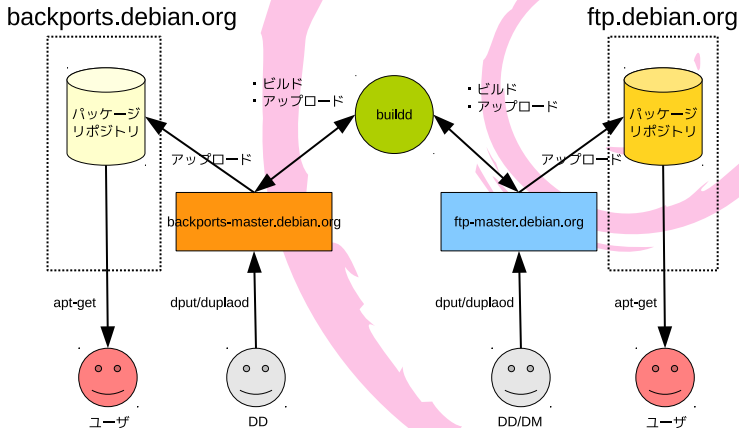 backports.debian.org
ftp.debian.org
・ビルド
・アップロード
buildd
・ビルド
・アップロード
パッケージ
リポジトリ
パッケージ
リポジトリ
アップロード
アップロード
backports-master.debian.org
ftp-master.debian.org
apt-get
dput/duplaod
dput/duplaod
apt-get
ユーザ
DD
DD/DM
ユーザ